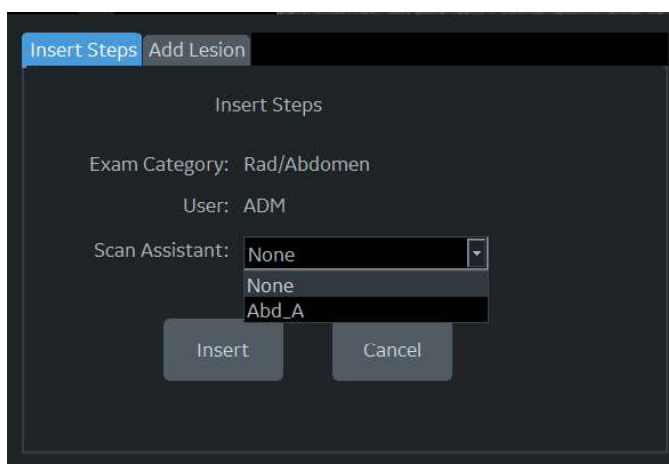 Insert Steps Add Lesion
Insert Steps
Exam Category: Rad/Abdomen
User: ADM
Scan Assistant: None
None
Abd_A
Insert Cancel